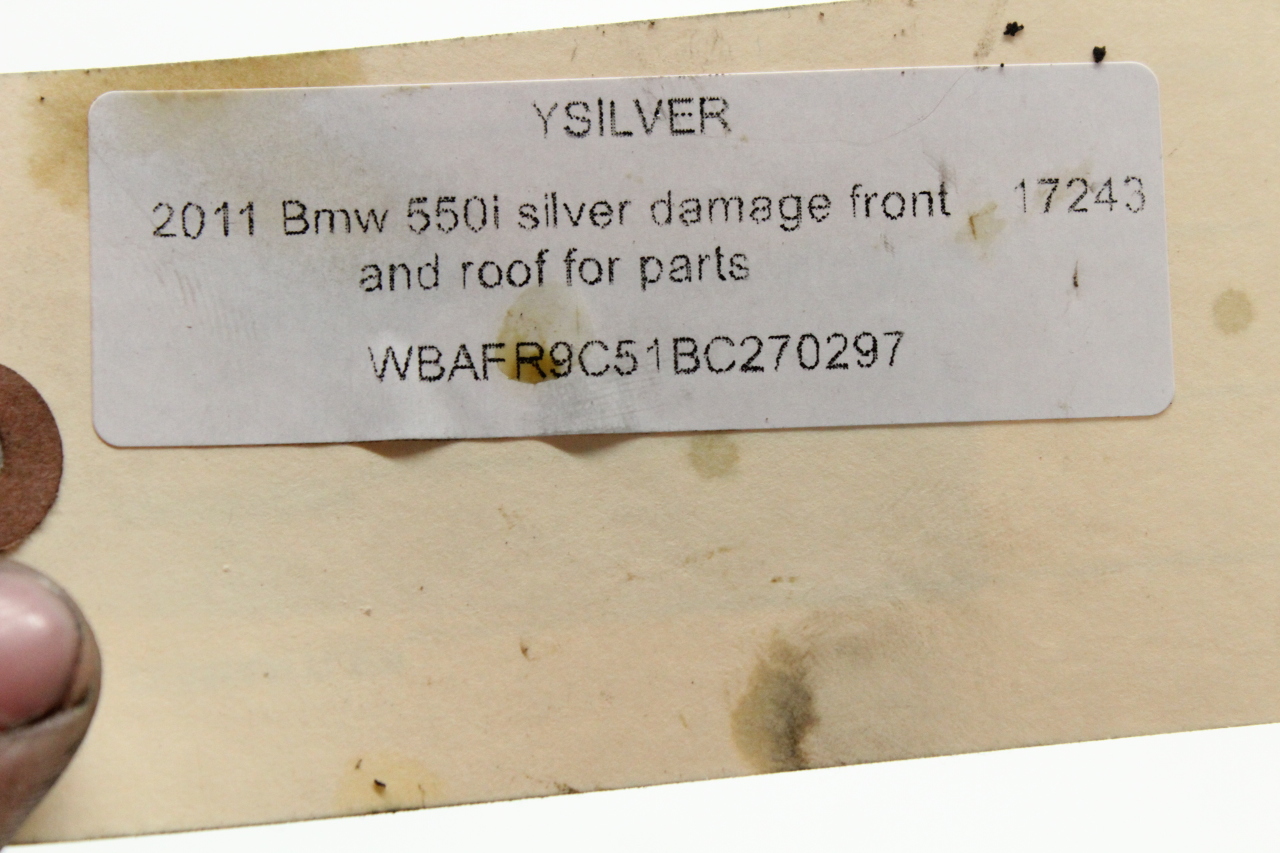 YSILVER
2011 Bmw 550i silver damage front 17243
and roof for parts
WBAFR9C51BC270297